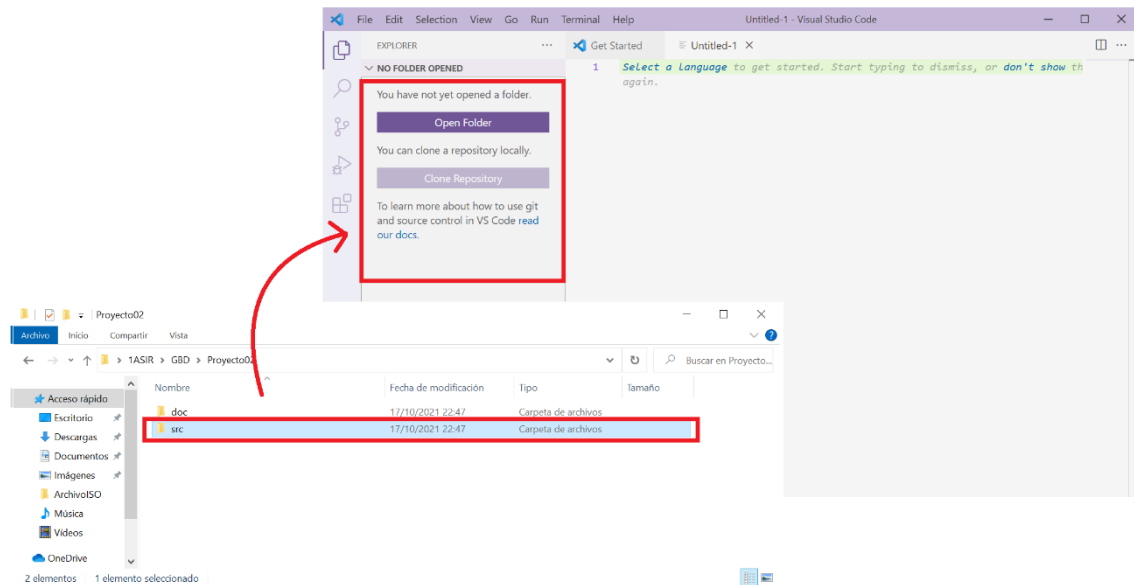 File Edit Selection View Go Run Terminal Help Untitled-1 - Visual Studio Code
EXPLORER
Get Started Untitled-1
NO FOLDER OPENED
1 Select a language to get started. Start typing to dismiss, or don't show th
again.
You have not yet opened a folder.
Open Folder
You can clone a repository locally.
Clone Repository
To learn more about how to use git
and source control in VS Code read
our docs.
Proyecto02
Archivo Inicio Compartir Vista
1ASIR > GBD > Proyecto02
Buscar en Proyecto...
Nombre Fecha de modificación Tipo Tamaño
Acceso rápido
Escritorio
Descargas
Documentos
Imágenes
ArchivoISO
Música
Vídeos
OneDrive
doc 17/10/2021 22:47 Carpeta de archivos
src 17/10/2021 22:47 Carpeta de archivos
2 elementos 1 elemento seleccionado